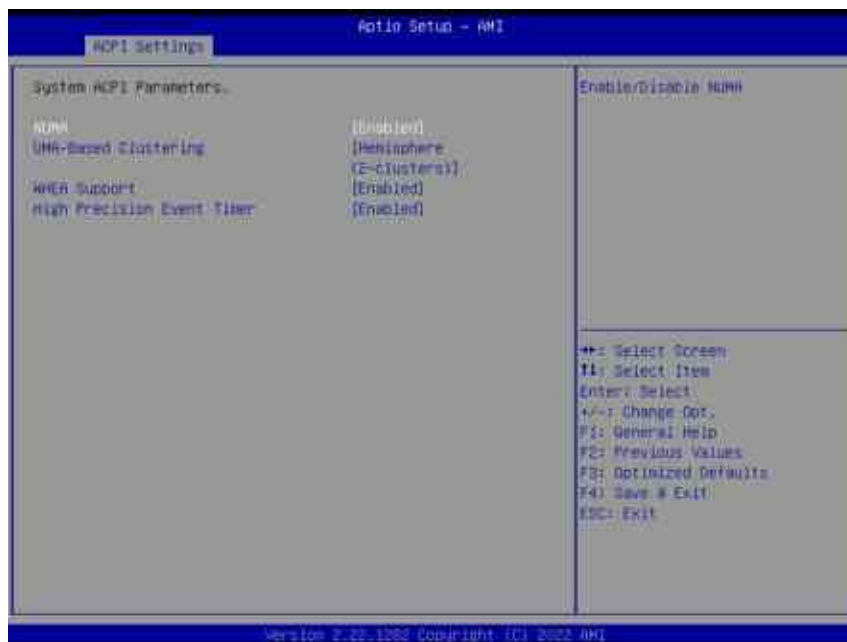 Aptio Setup - AMI
ACPI Settings
System ACPI Parameters.
NUMA [Enabled]
UMA-Based Clustering [Hemisphere
(2-clusters)]
WHEA Support [Enabled]
High Precision Event Timer [Enabled]
Enable/Disable NUMA
→←: Select Screen
↑↓: Select Item
Enter: Select
+/-: Change Opt.
F1: General Help
F2: Previous Values
F3: Optimized Defaults
F4: Save & Exit
ESC: Exit
Version 2.22.1282 Copyright (C) 2022 AMI